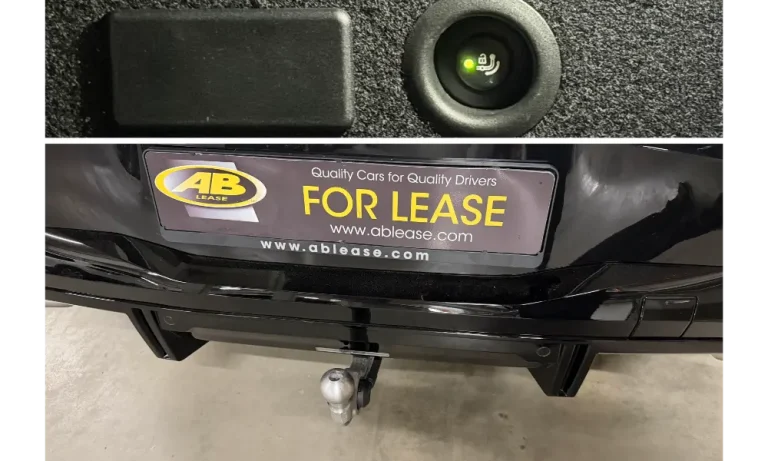 AB
LEASE
Quality Cars for Quality Drivers
FOR LEASE
www.ablease.com
www.ablease.com